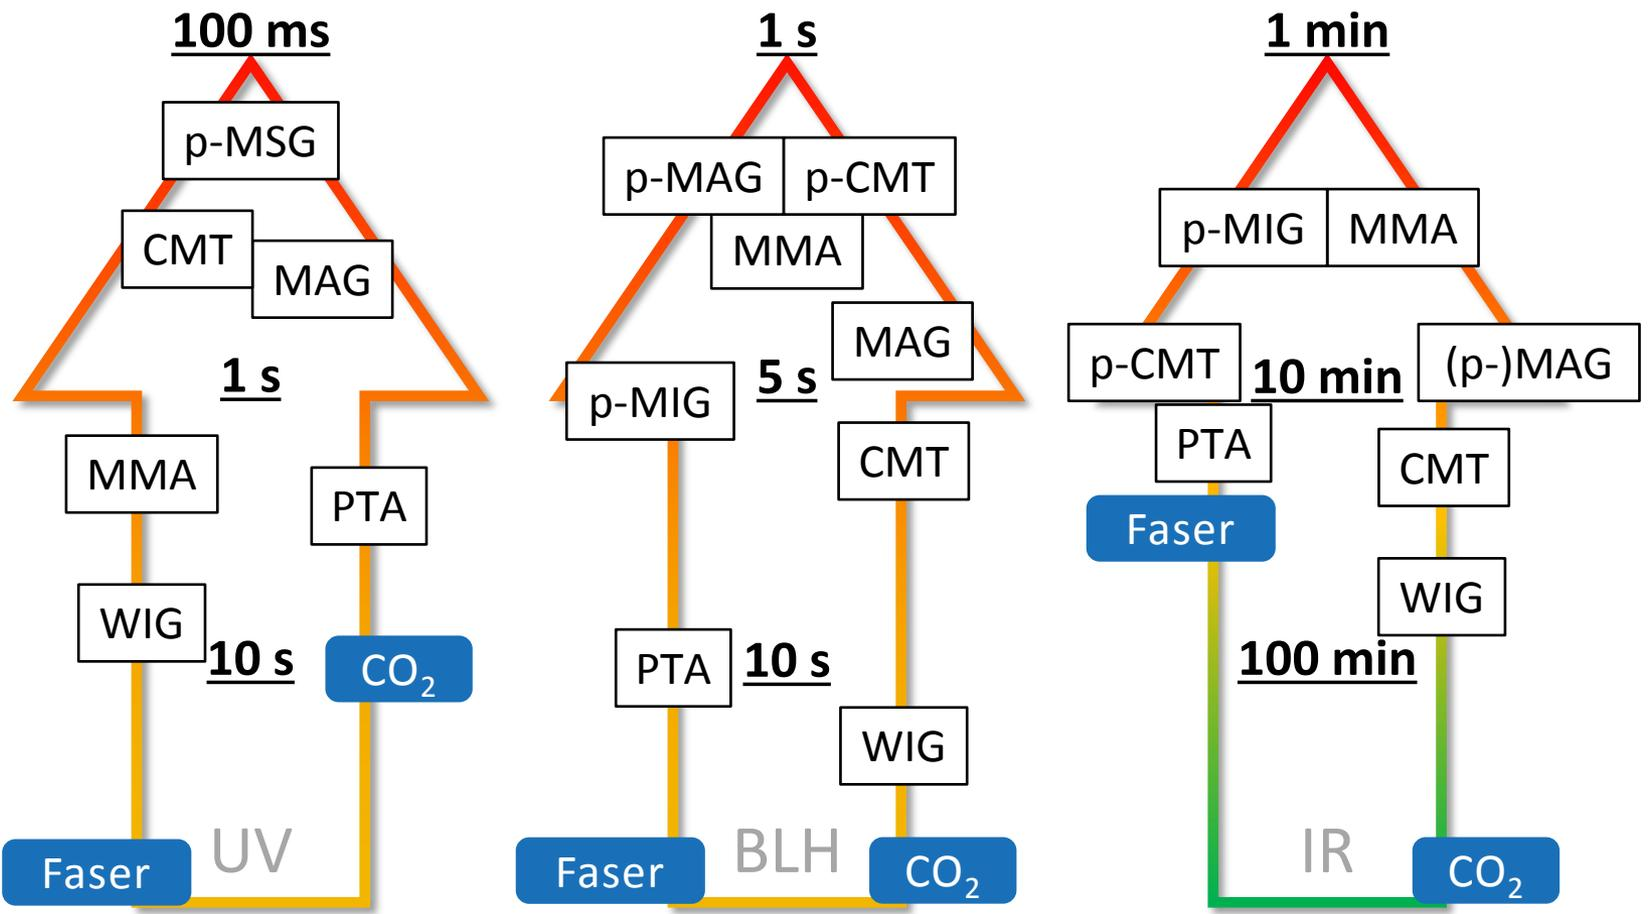 100 ms
p-MSG
CMT
MAG
1 s
MMA
PTA
WIG
10 s
CO₂
Faser
UV
1 s
p-MAG
p-CMT
MMA
MAG
5 s
p-MIG
CMT
PTA
10 s
WIG
BLH
Faser
CO₂
1 min
p-MIG
MMA
p-CMT
10 min
(p-)MAG
PTA
CMT
Faser
WIG
100 min
IR
CO₂